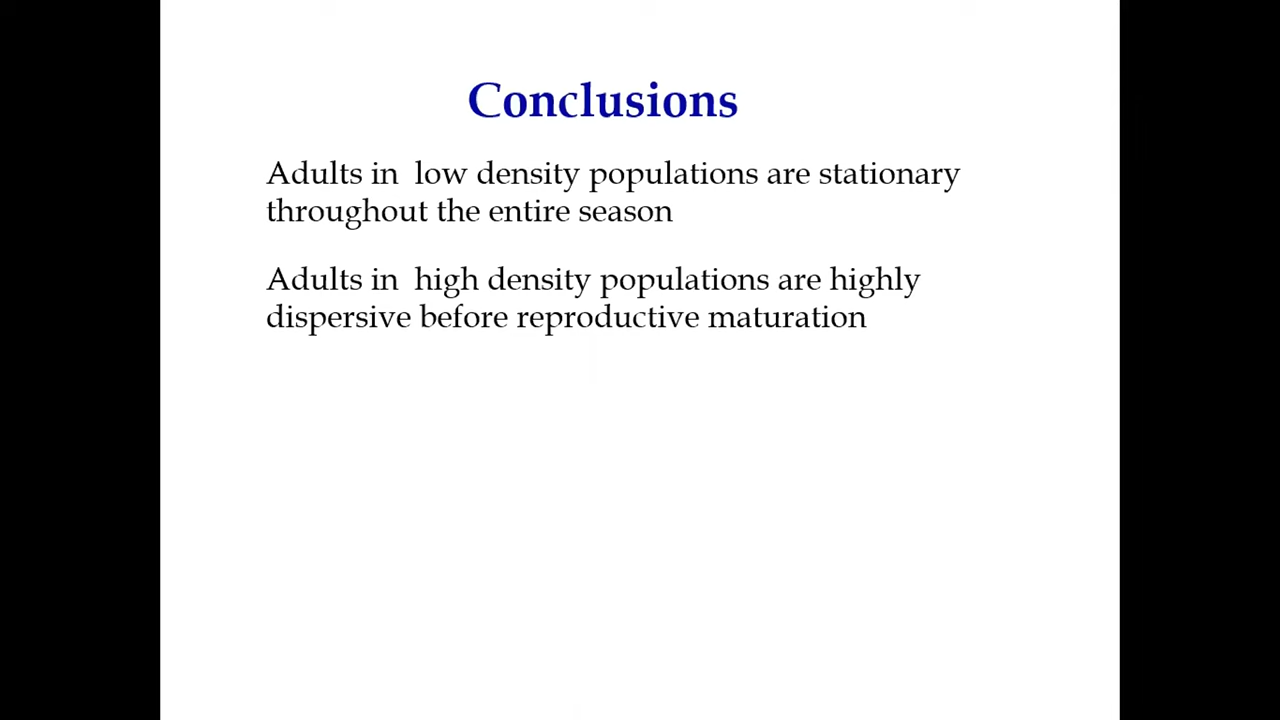 Conclusions
Adults in  low density populations are stationary
throughout the entire season
Adults in  high density populations are highly
dispersive before reproductive maturation